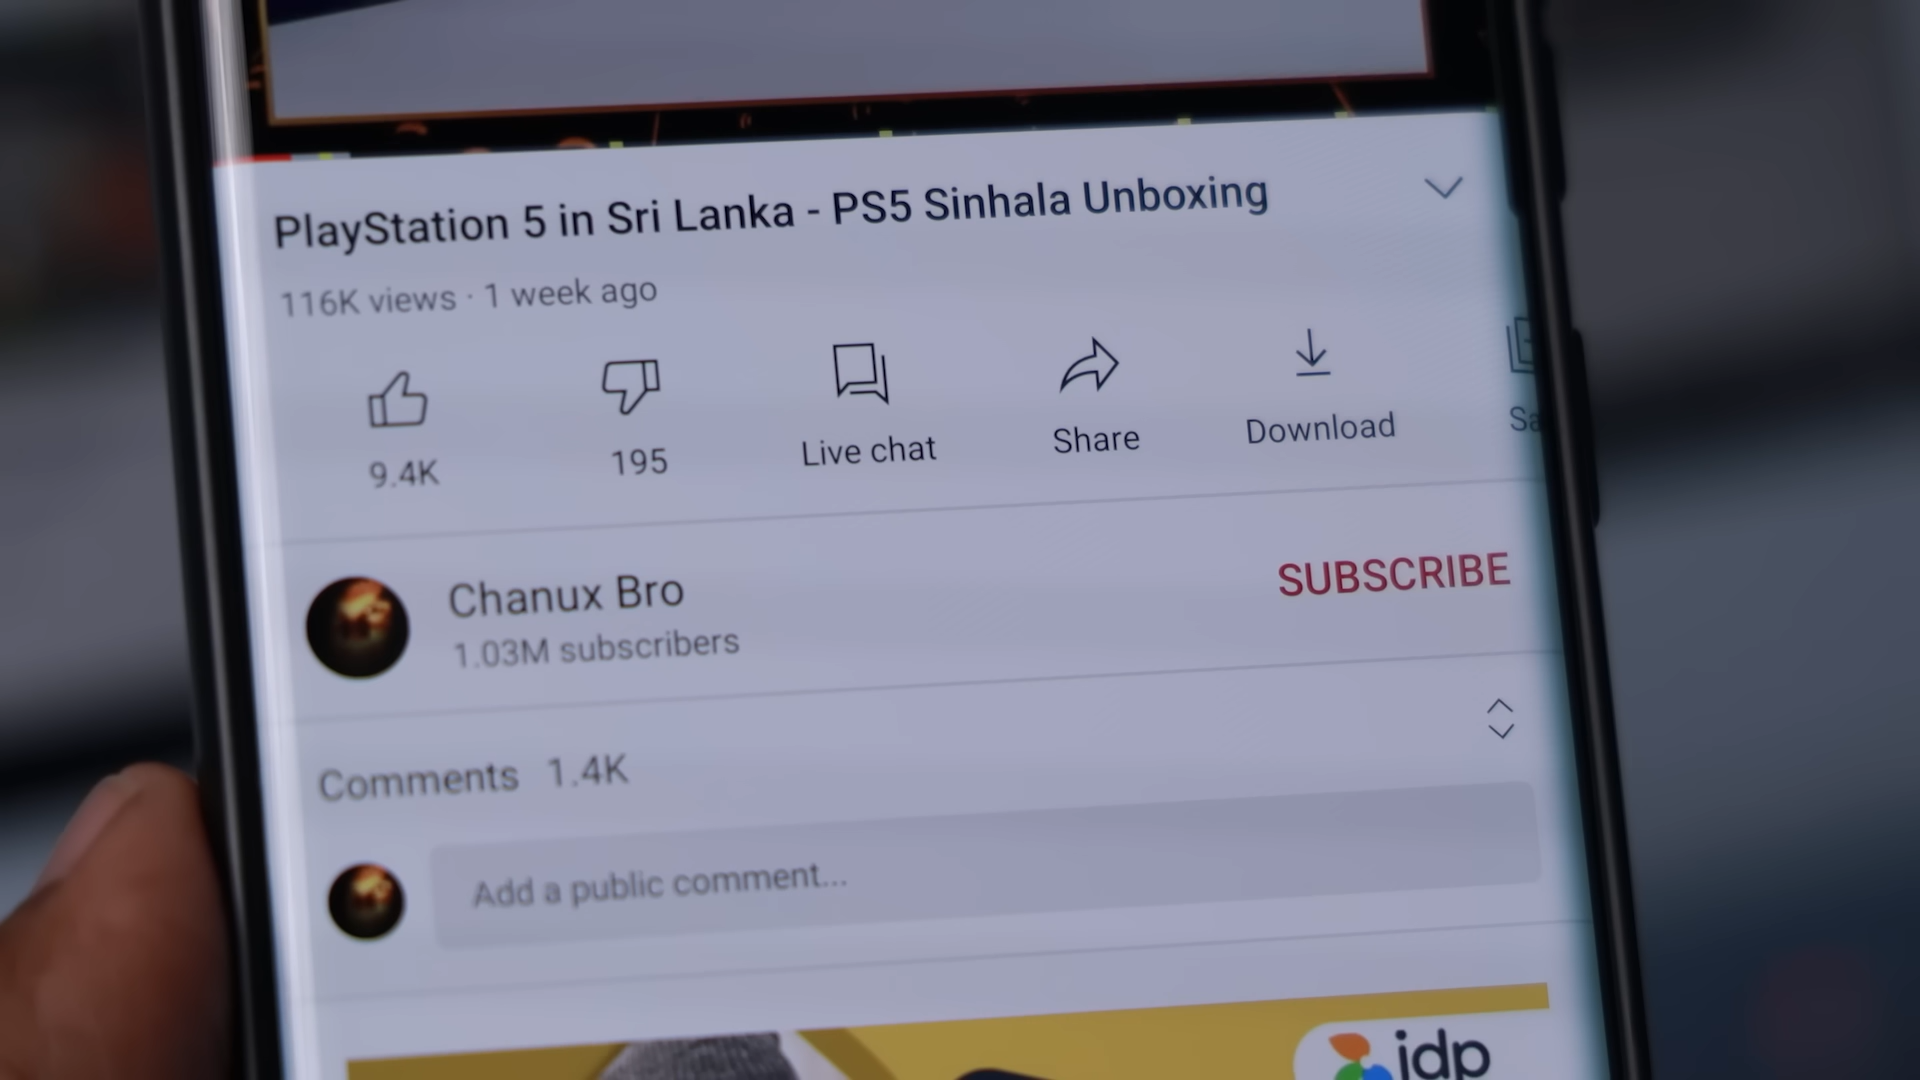 PlayStation 5 in Sri Lanka - PS5 Sinhala Unboxing
116K views · 1 week ago
9.4K
195
Live chat
Share
Download
Sa
Chanux Bro
1.03M subscribers
SUBSCRIBE
Comments 1.4K
Add a public comment...
idp